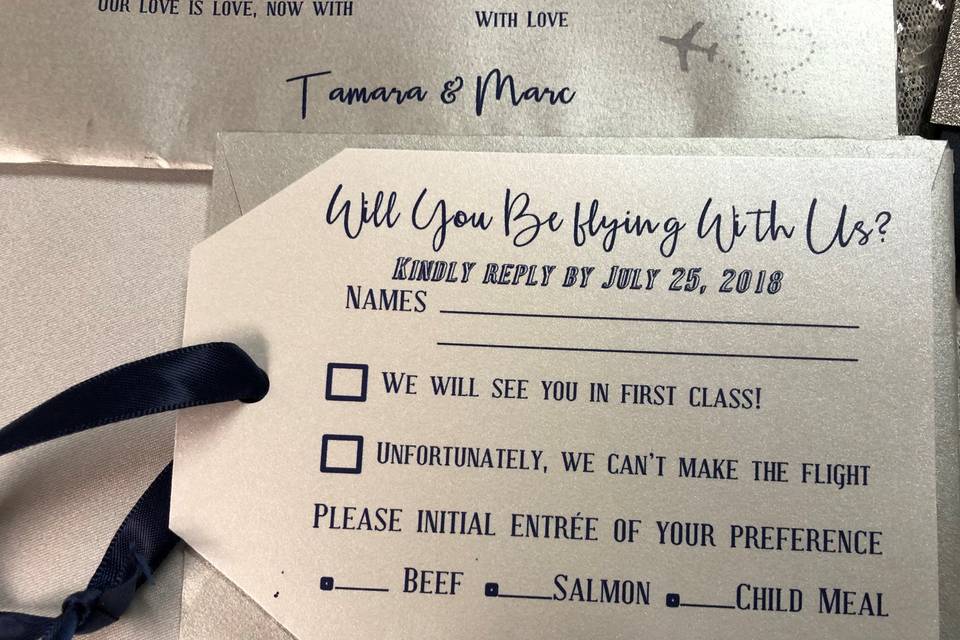 OUR LOVE IS LOVE, NOW WITH
WITH LOVE
Tamara & Marc
Will You Be flying With Us?
KINDLY REPLY BY JULY 25, 2018
NAMES
WE WILL SEE YOU IN FIRST CLASS!
UNFORTUNATELY, WE CAN'T MAKE THE FLIGHT
PLEASE INITIAL ENTRÉE OF YOUR PREFERENCE
BEEF SALMON CHILD MEAL